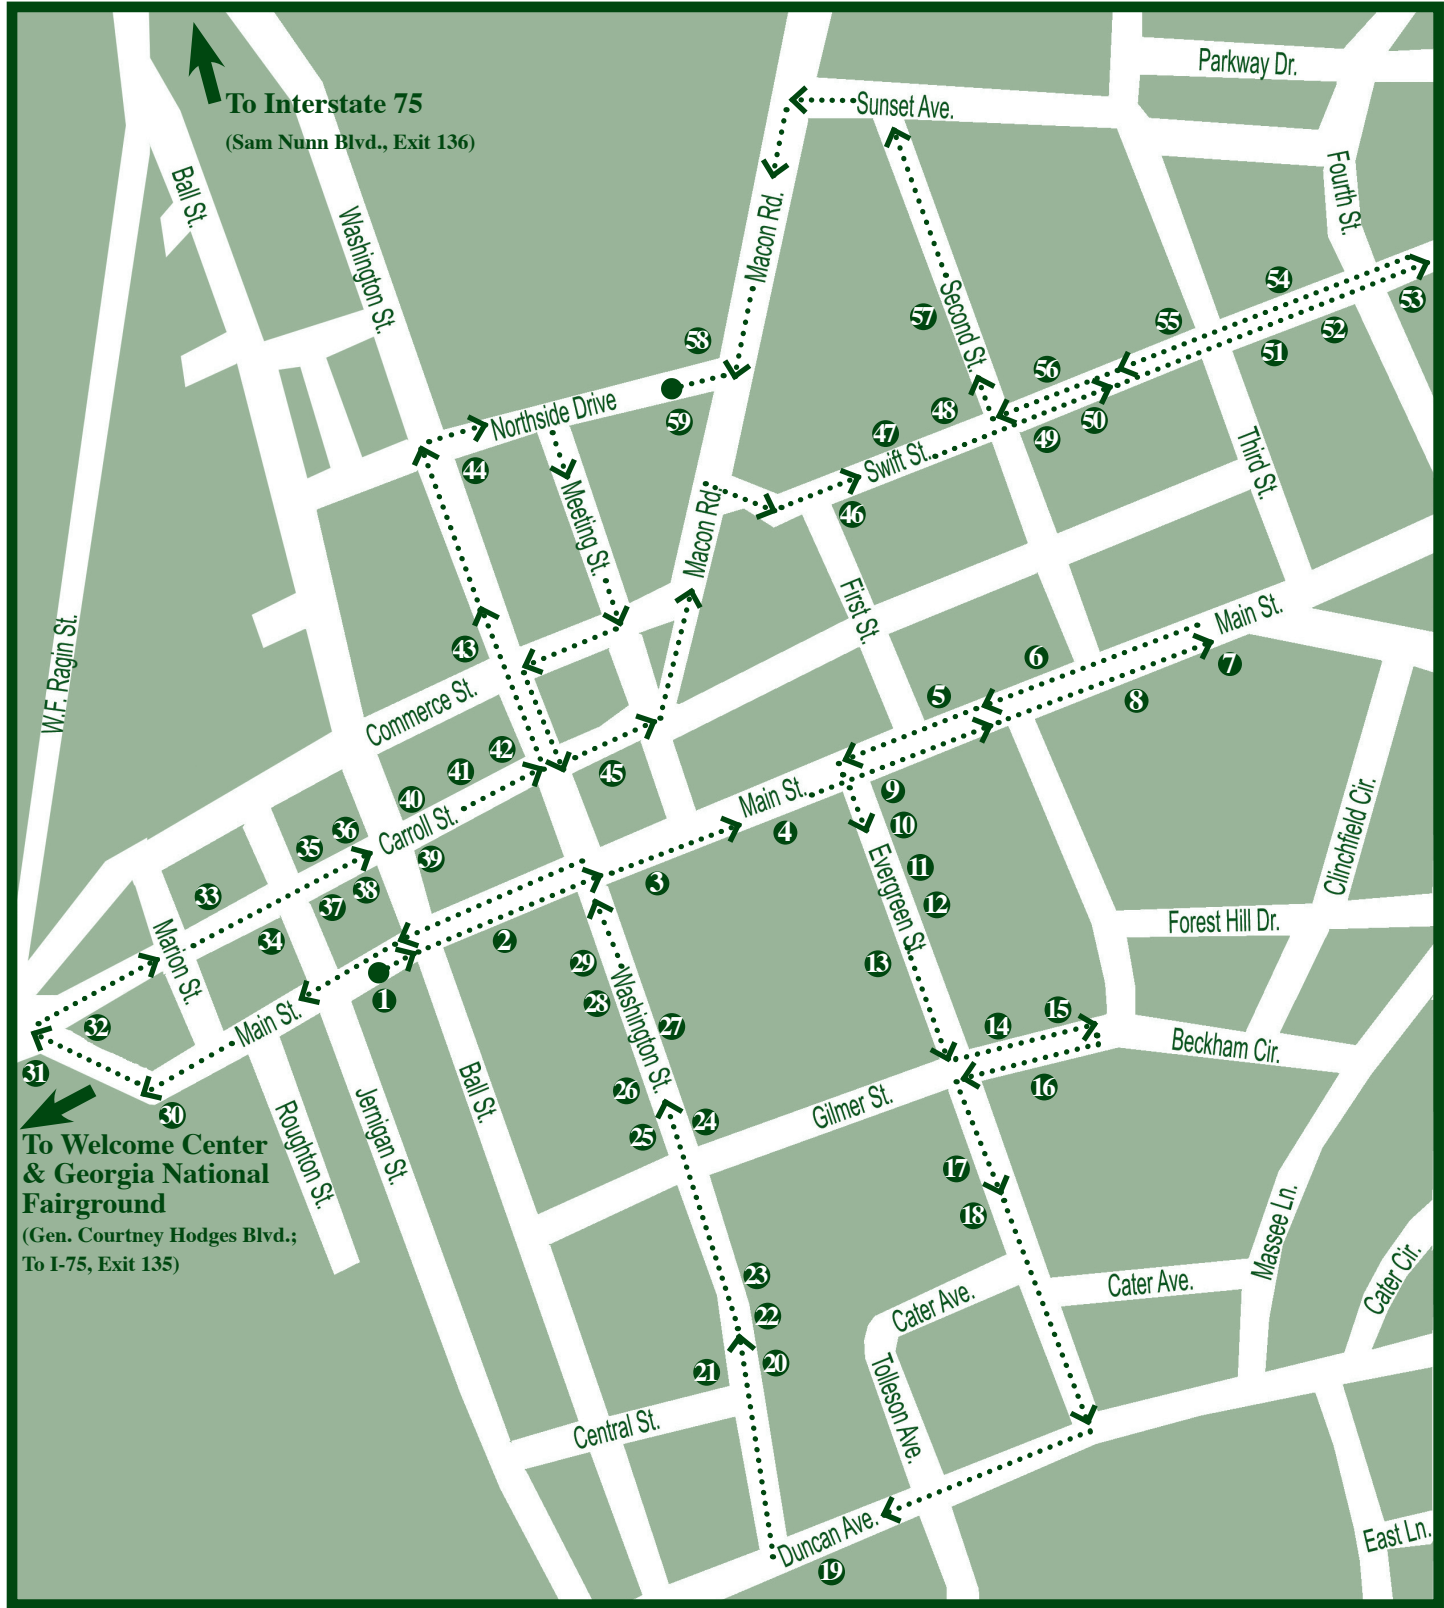 Parkway Dr.
To Interstate 75
(Sam Nunn Blvd., Exit 136)
Sunset Ave.
Ball St.
Fourth St.
Washington St.
Macon Rd.
54
53
Second St.
57
55
52
58
51
56
59
Northside Drive
48
50
47
49
44
Swift St.
Third St.
Meeting St.
Macon Rd.
46
First St.
Main St.
43
6
7
W.F. Ragin St.
Commerce St.
5
8
42
41
45
40
Main St.
9
Carroll St.
4
10
36
35
39
Clinchfield Cir.
11
33
38
3
Evergreen St.
12
37
Forest Hill Dr.
34
2
Marion St.
29
13
1
28
Washington St.
15
32
Main St.
27
14
Beckham Cir.
31
30
Ball St.
26
16
Gilmer St.
To Welcome Center
& Georgia National
Fairground
(Gen. Courtney Hodges Blvd.;
To I-75, Exit 135)
Roughton St.
Jernigan St.
24
25
17
18
Massee Ln.
23
Cater Ave.
Cater Cir.
22
Cater Ave.
21
20
Tolleson Ave.
Central St.
Duncan Ave.
East Ln.
19